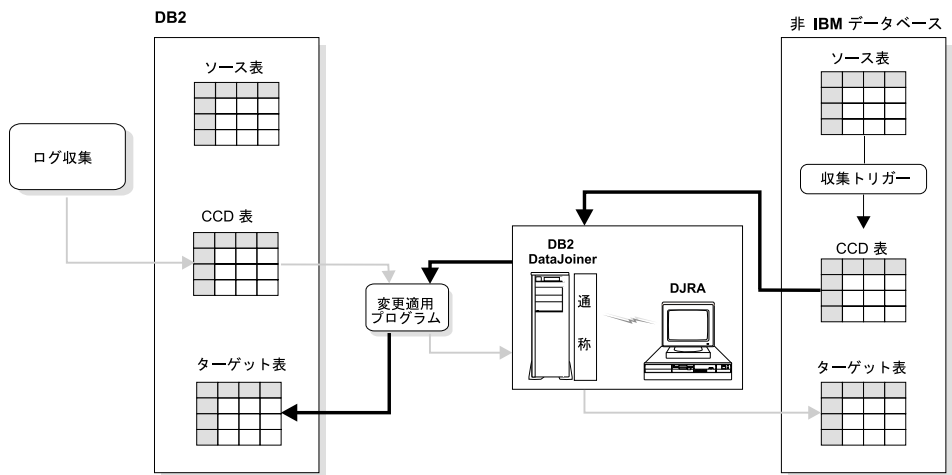 DB2
ソース表
ログ収集
CCD 表
変更適用
プログラム
ターゲット表
DB2
DataJoiner
通
称
DJRA
非 IBM データベース
ソース表
収集トリガー
CCD 表
ターゲット表